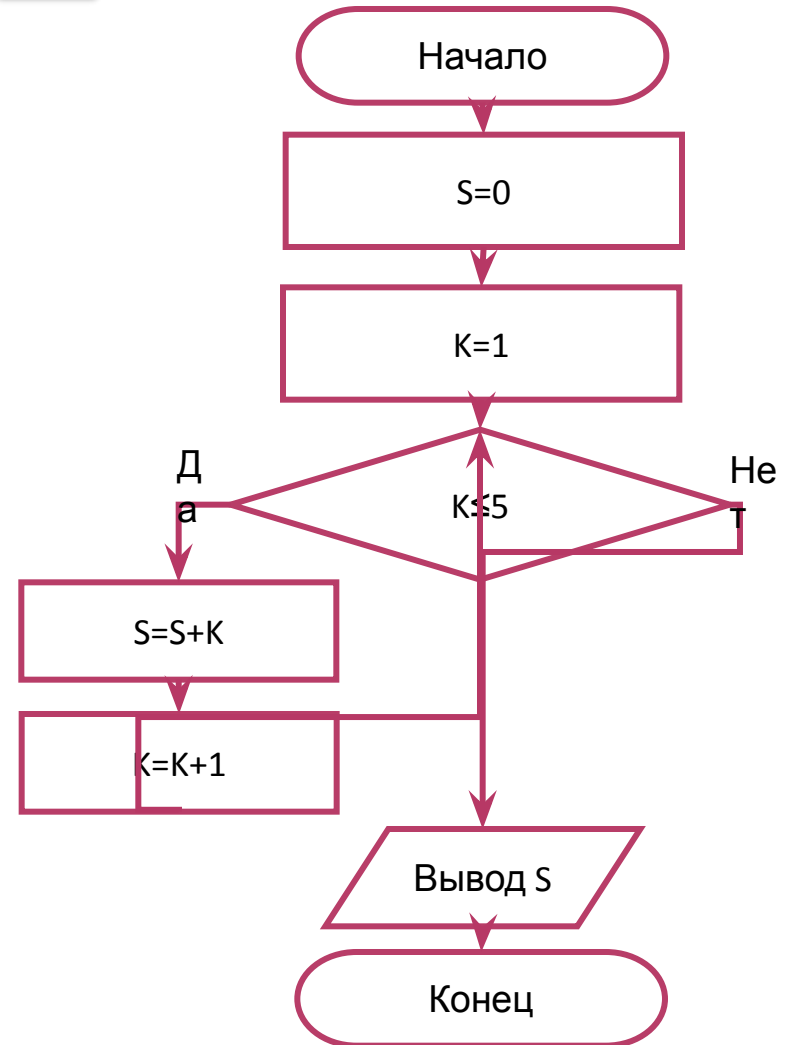 Начало
S=0
K=1
Д
а
K≤5
Не
т
S=S+K
K=K+1
Вывод S
Конец